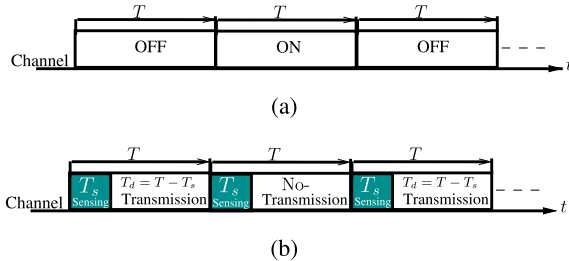 T T T
OFF ON OFF
Channel t
(a)
T T T
T_s T_d = T − T_s T_s No- T_s T_d = T − T_s
Sensing Transmission Sensing Transmission Sensing Transmission
Channel t
(b)